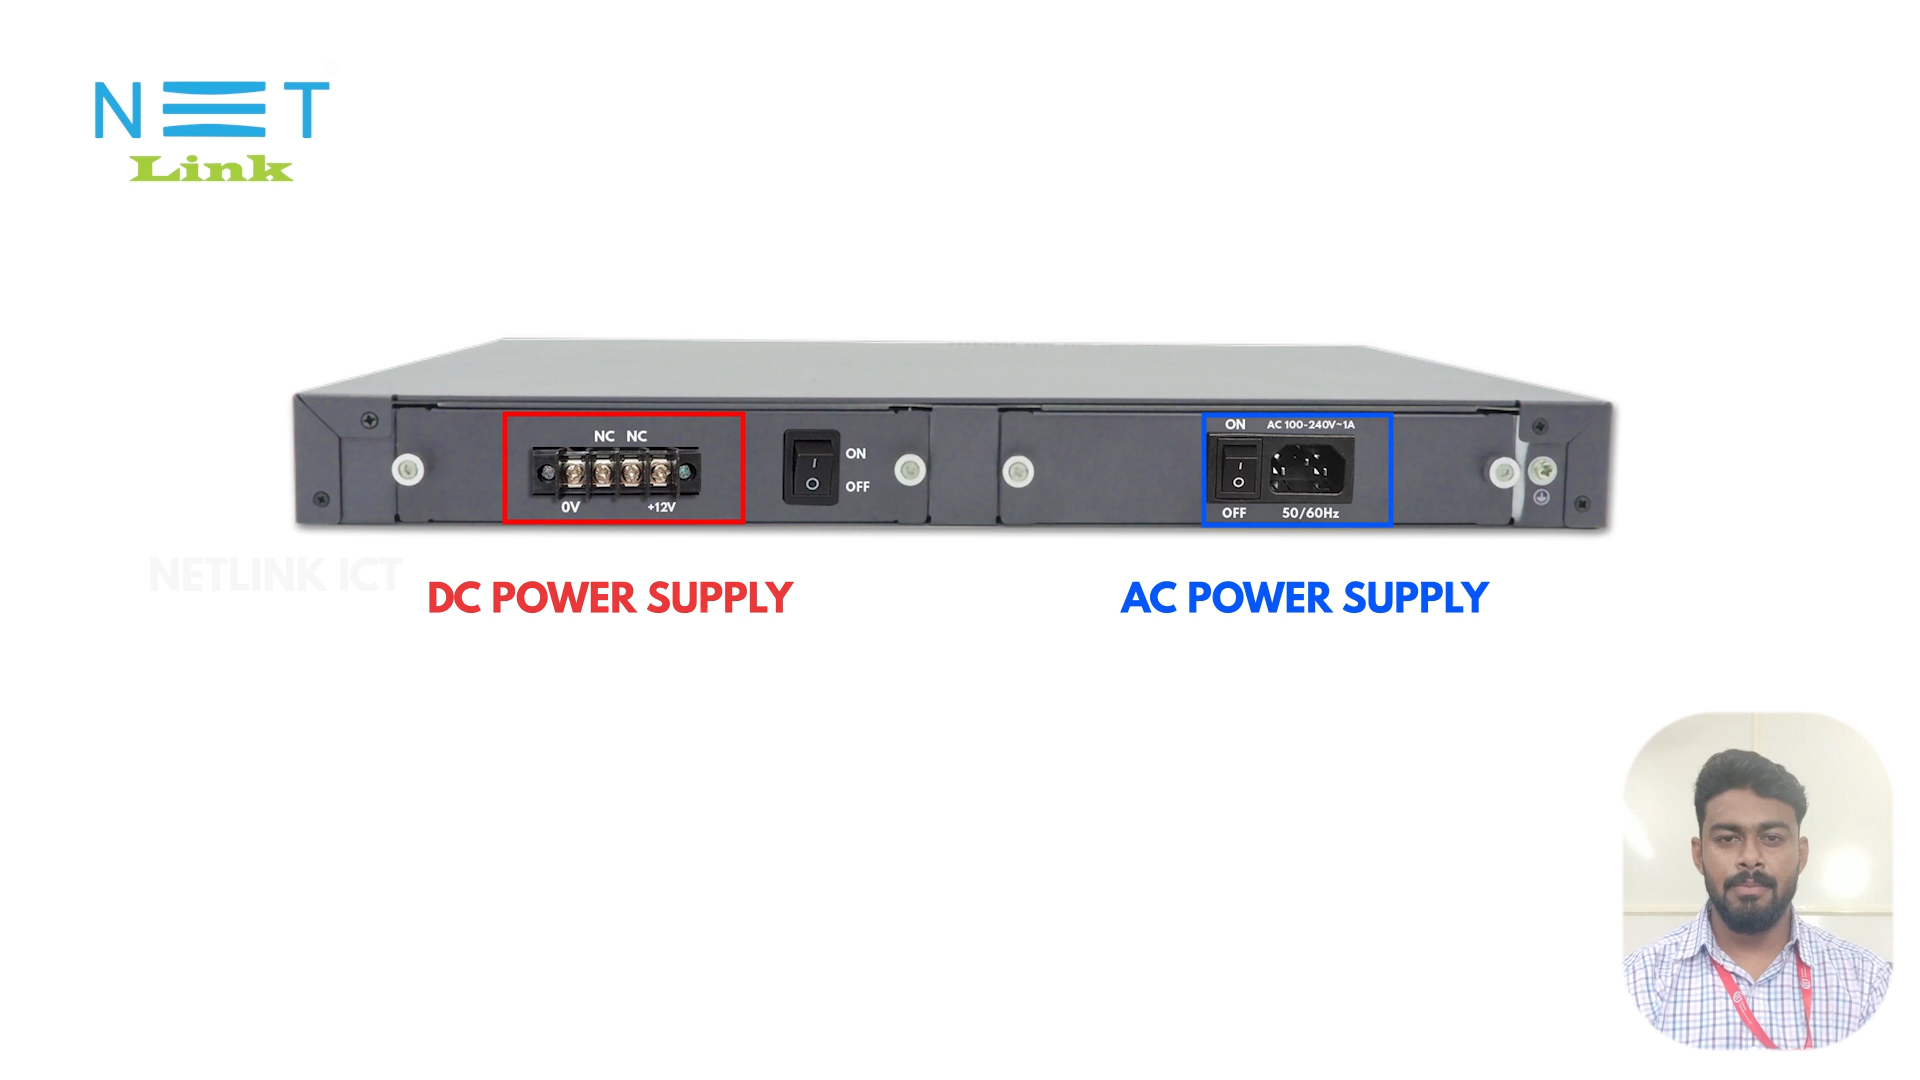 NET
Link
NC NC
ON
OFF
0V +12V
ON AC 100-240V~1A
OFF 50/60Hz
NETLINK ICT
DC POWER SUPPLY
AC POWER SUPPLY